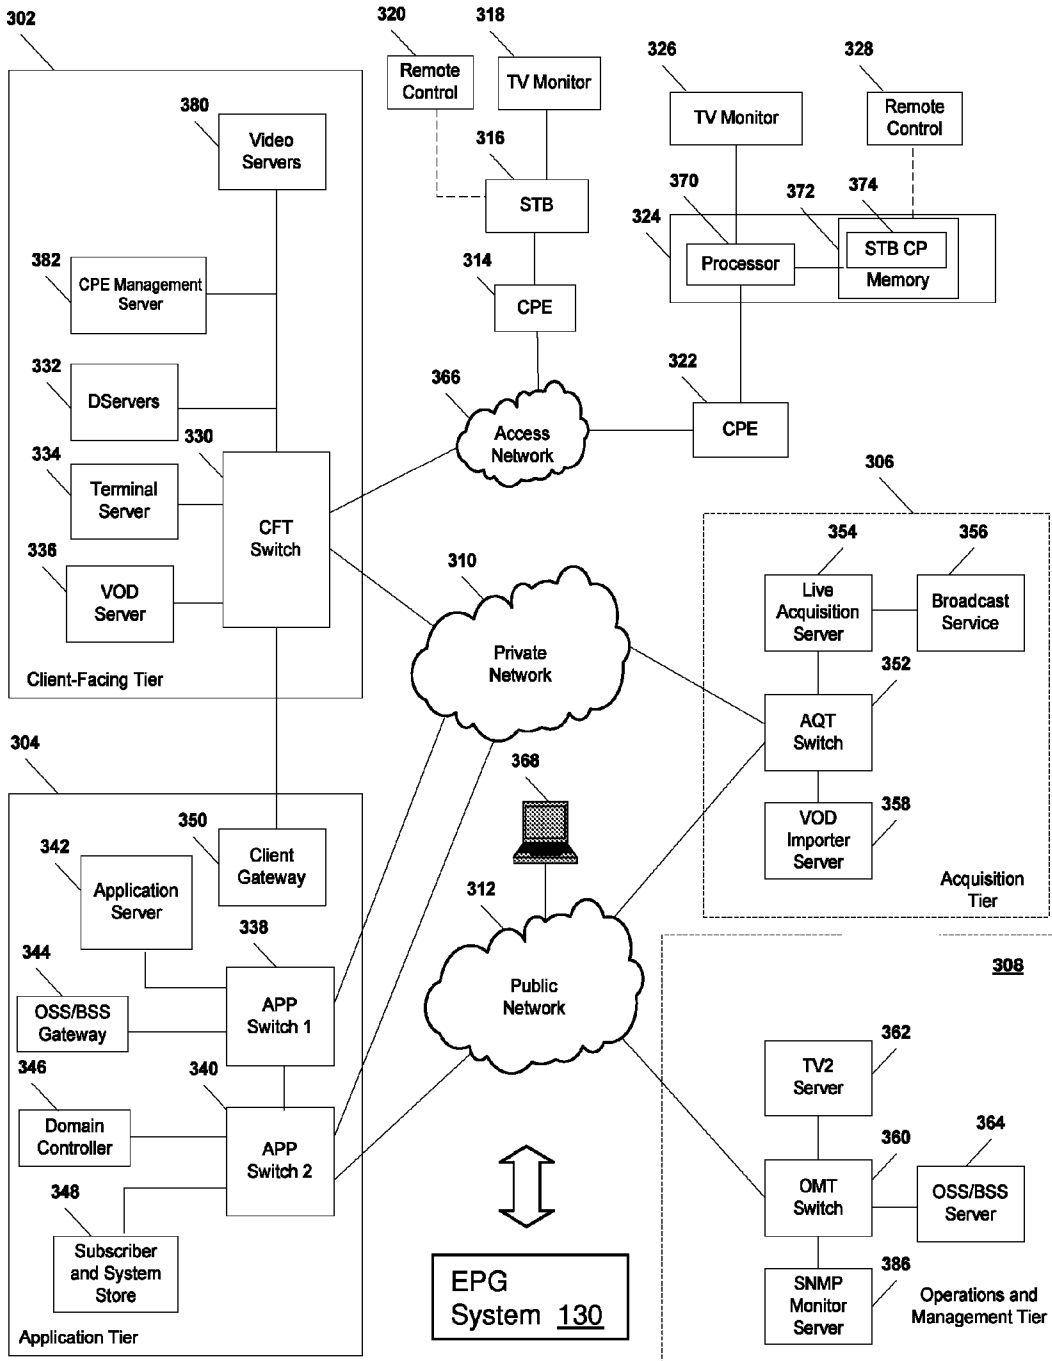 302
320
318
326
328
Remote
Control
TV Monitor
TV Monitor
Remote
Control
380
Video
Servers
316
STB
370
372
374
324
Processor
STB CP
Memory
382
CPE Management
Server
314
CPE
332
DServers
366
322
330
Access
Network
CPE
334
Terminal
Server
CFT
Switch
306
336
VOD
Server
310
354
356
Live
Acquisition
Server
Broadcast
Service
Private
Network
Client-Facing Tier
352
AQT
Switch
304
368
350
342
Client
Gateway
358
VOD
Importer
Server
Application
Server
312
Acquisition
Tier
338
344
APP
Switch 1
OSS/BSS
Gateway
Public
Network
308
362
TV2
Server
346
340
Domain
Controller
APP
Switch 2
360
364
348
OMT
Switch
OSS/BSS
Server
Subscriber
and System
Store
EPG
System 130
386
SNMP
Monitor
Server
Operations and
Management Tier
Application Tier